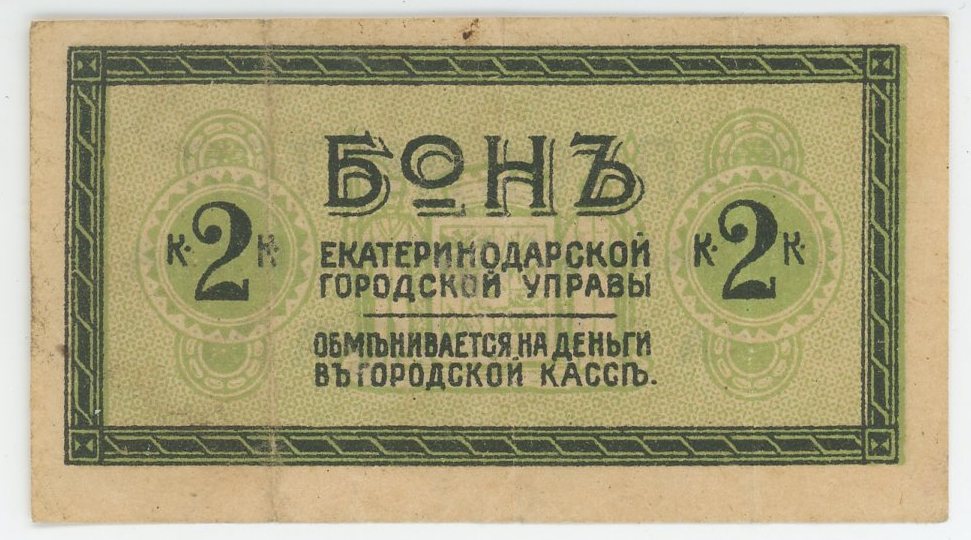 БОНЪ
ЕКАТЕРИНОДАРСКОЙ
ГОРОДСКОЙ УПРАВЫ
ОБМѢНИВАЕТСЯ НА ДЕНЬГИ
ВЪ ГОРОДСКОЙ КАССѢ.
К· 2 К·
К· 2 К·